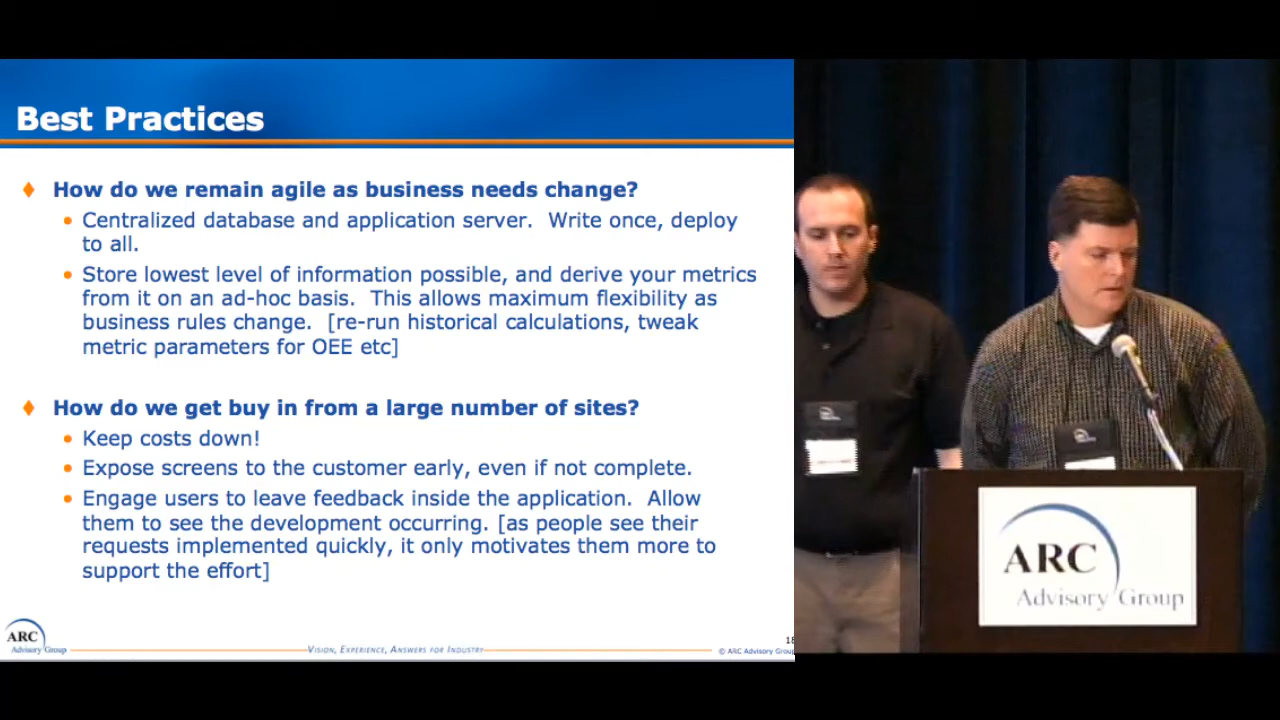 Best Practices
How do we remain agile as business needs change?
Centralized database and application server.  Write once, deploy
to all.
Store lowest level of information possible, and derive your metrics
from it on an ad-hoc basis.  This allows maximum flexibility as
business rules change.  [re-run historical calculations, tweak
metric parameters for OEE etc]
How do we get buy in from a large number of sites?
Keep costs down!
Expose screens to the customer early, even if not complete.
Engage users to leave feedback inside the application.  Allow
them to see the development occurring. [as people see their
requests implemented quickly, it only motivates them more to
support the effort]
ARC
Advisory Group
VISION, EXPERIENCE, ANSWERS FOR INDUSTRY
18
© ARC Advisory Group
ARC
Advisory Group